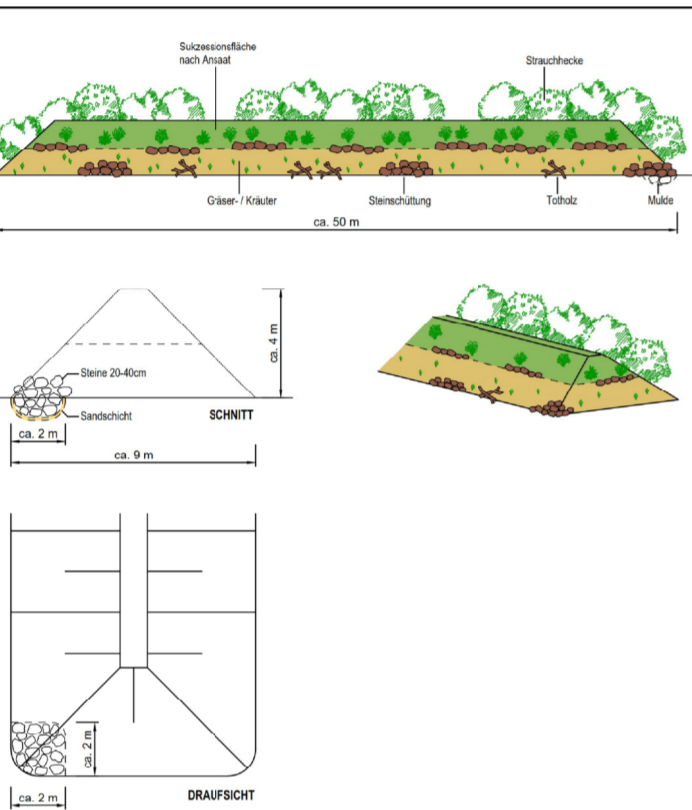 Sukzessionsfläche
nach Ansaat
Strauchhecke
Gräser- / Kräuter
Steinschüttung
Totholz
Mulde
ca. 50 m
Steine 20-40cm
Sandschicht
SCHNITT
ca. 4 m
ca. 2 m
ca. 9 m
ca. 2 m
ca. 2 m
DRAUFSICHT